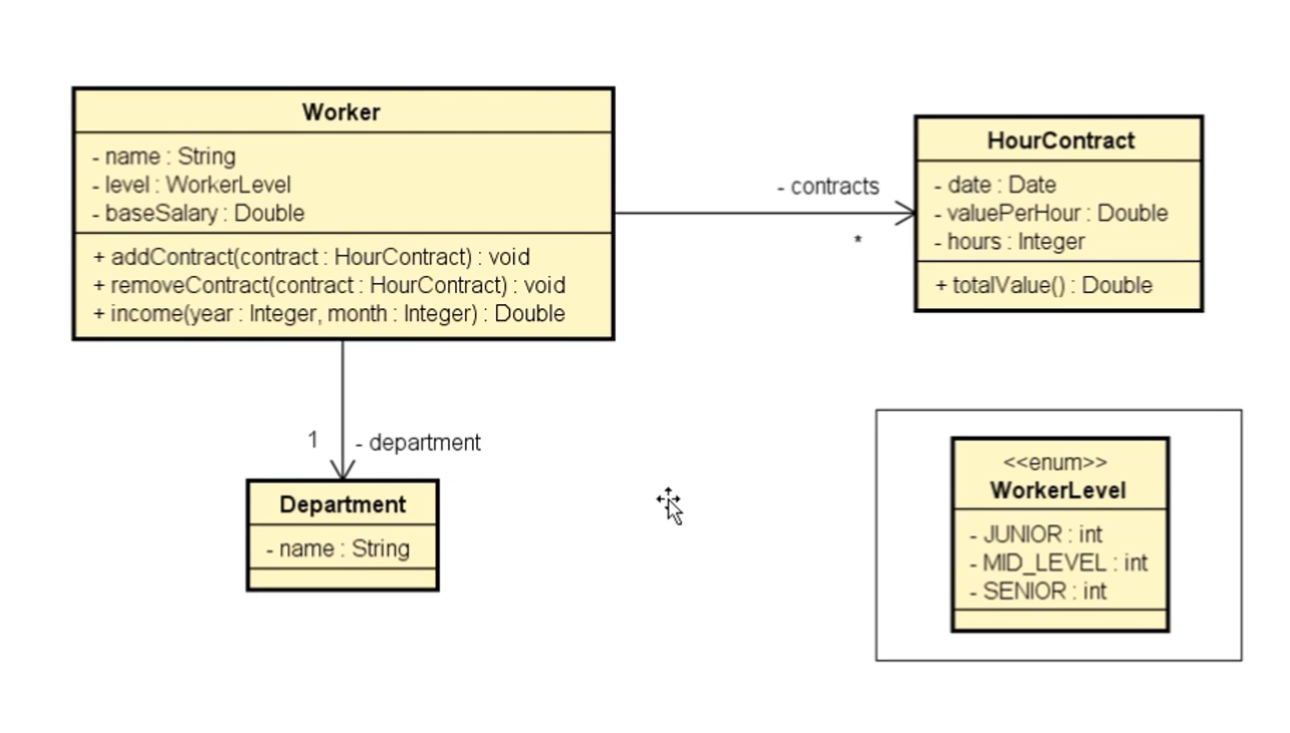 Worker
- name : String
- level : WorkerLevel
- baseSalary : Double
+ addContract(contract : HourContract) : void
+ removeContract(contract : HourContract) : void
+ income(year : Integer, month : Integer) : Double
- contracts
*
HourContract
- date : Date
- valuePerHour : Double
- hours : Integer
+ totalValue() : Double
1
- department
Department
- name : String
<<enum>>
WorkerLevel
- JUNIOR : int
- MID_LEVEL : int
- SENIOR : int